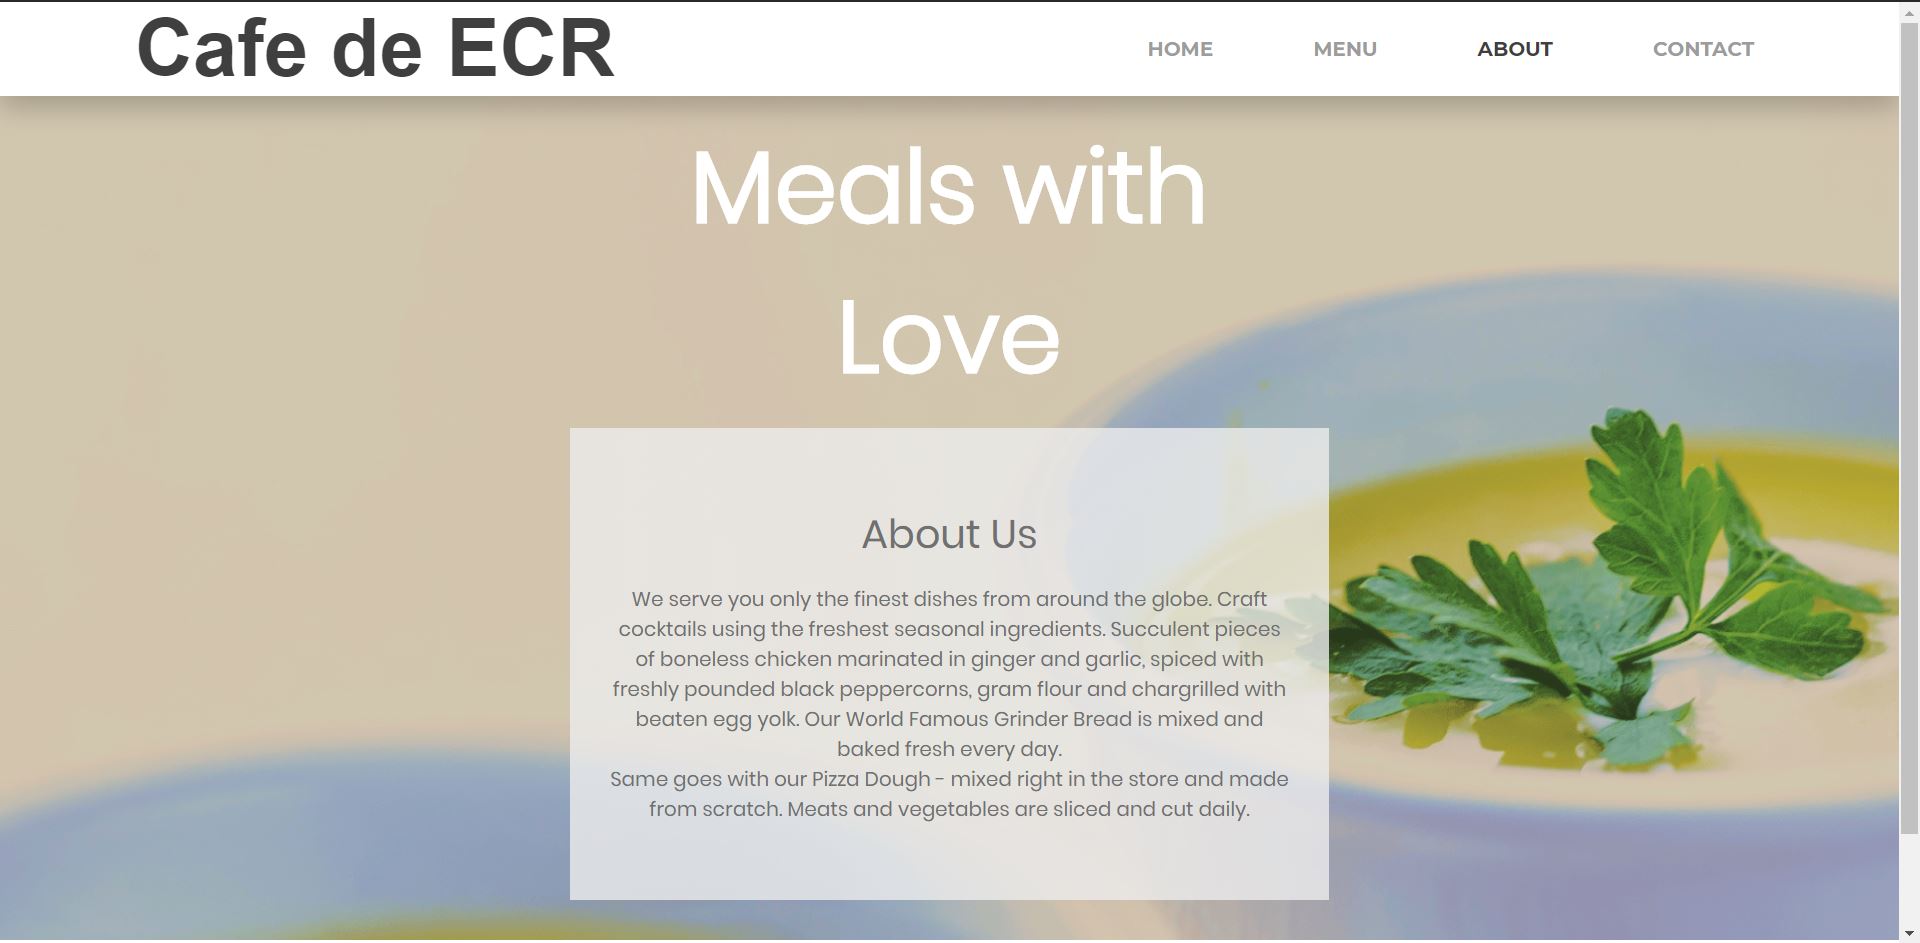 Cafe de ECR
HOME MENU ABOUT CONTACT
Meals with
Love
About Us
We serve you only the finest dishes from around the globe. Craft
cocktails using the freshest seasonal ingredients. Succulent pieces
of boneless chicken marinated in ginger and garlic, spiced with
freshly pounded black peppercorns, gram flour and chargrilled with
beaten egg yolk. Our World Famous Grinder Bread is mixed and
baked fresh every day.
Same goes with our Pizza Dough - mixed right in the store and made
from scratch. Meats and vegetables are sliced and cut daily.